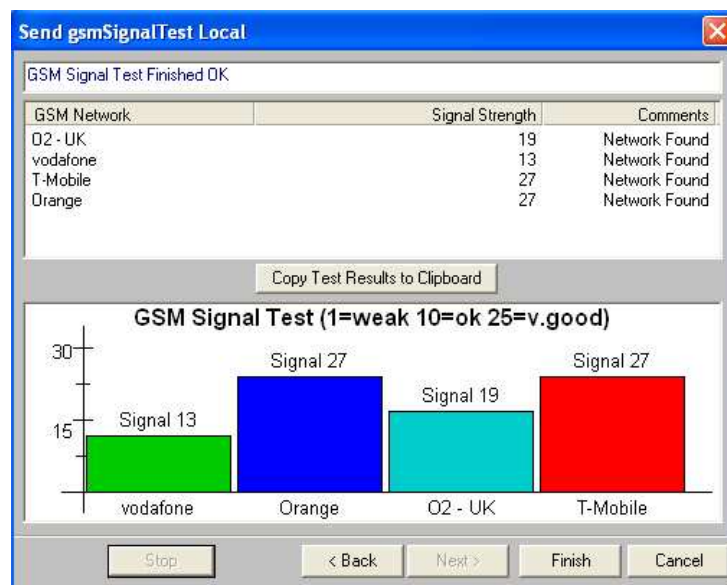 Send gsmSignalTest Local
GSM Signal Test Finished OK
GSM Network Signal Strength Comments
O2 - UK 19 Network Found
vodafone 13 Network Found
T-Mobile 27 Network Found
Orange 27 Network Found
Copy Test Results to Clipboard
GSM Signal Test (1=weak 10=ok 25=v.good)
30
15
Signal 13
Signal 27
Signal 19
Signal 27
vodafone Orange O2 - UK T-Mobile
Stop < Back Next > Finish Cancel